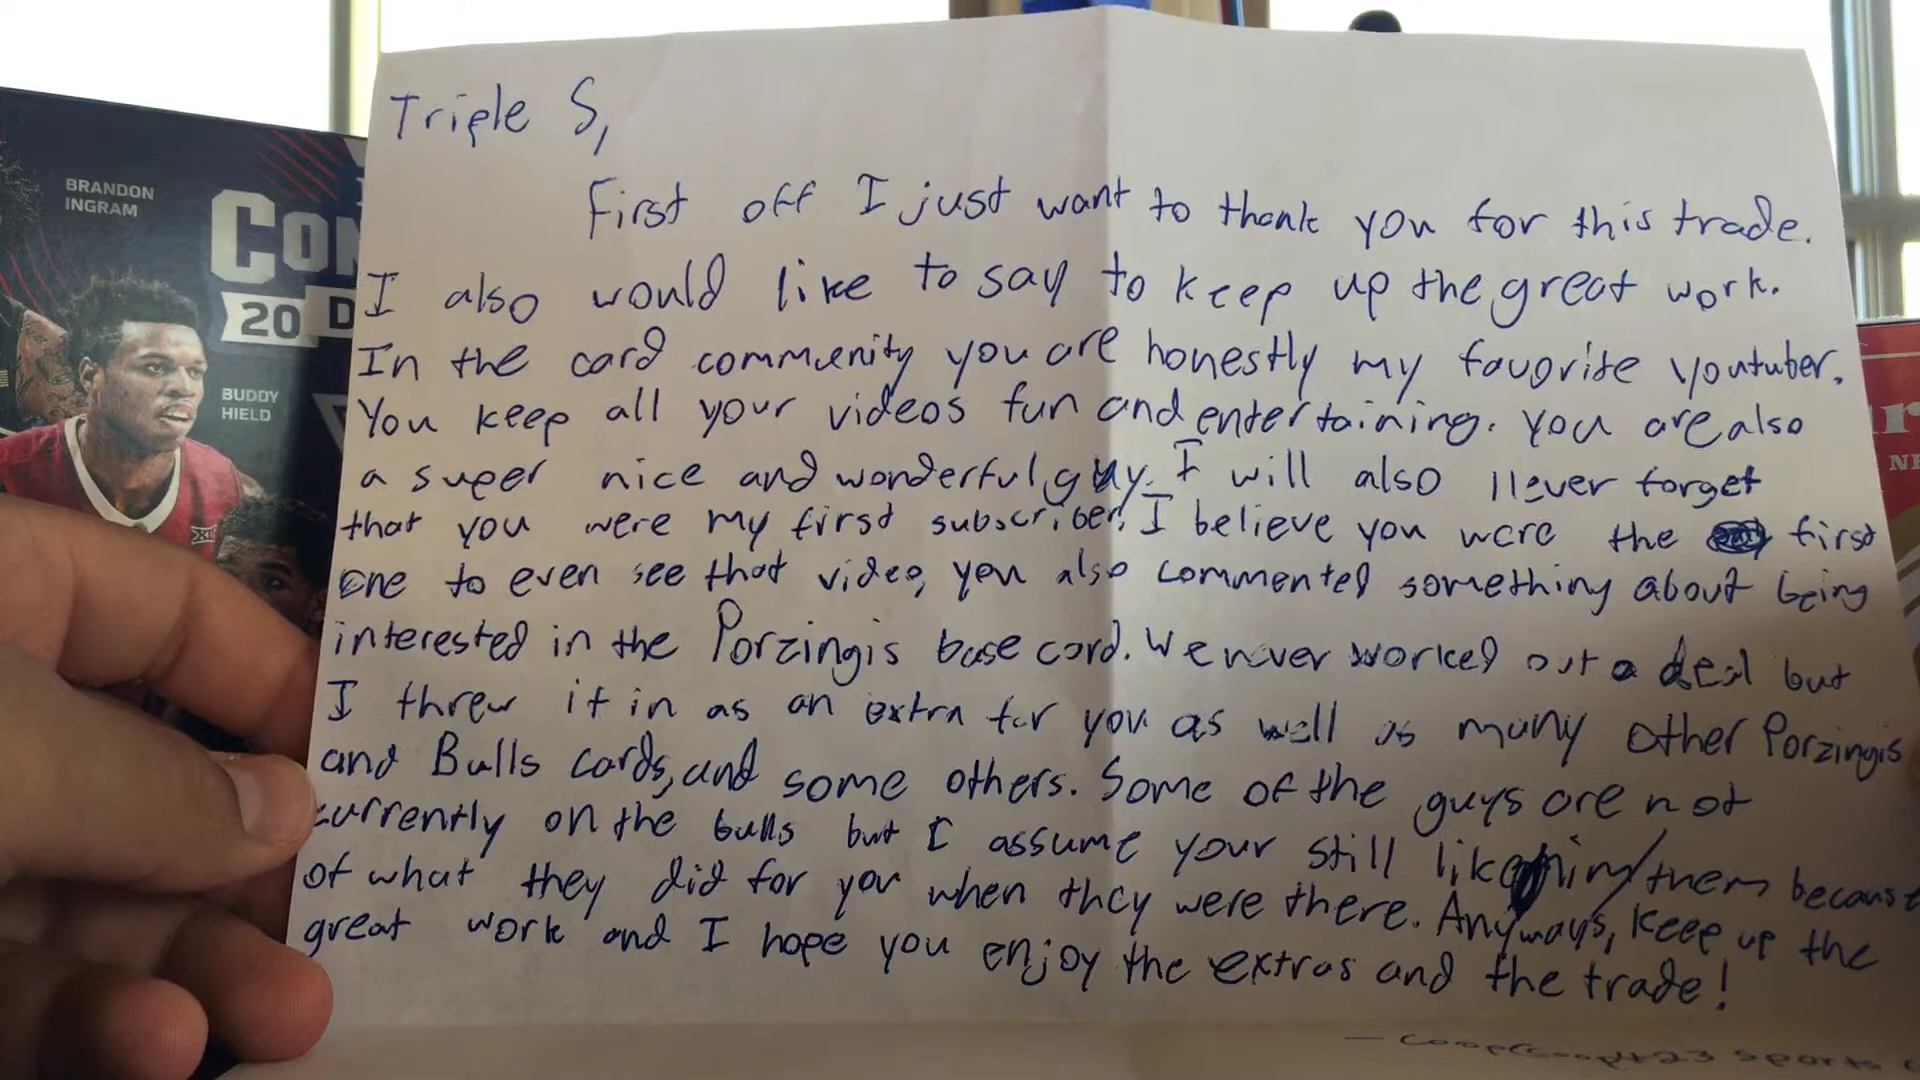 Triple S,
First off I just want to thank you for this trade.
I also would like to say to keep up the great work.
In the card community you are honestly my favorite youtuber.
You keep all your videos fun and entertaining. You are also
a super nice and wonderful guy. I will also never forget
that you were my first subscriber! I believe you were the first
one to even see that video, you also commented something about being
interested in the Porzingis base card. We never worked out a deal but
I threw it in as an extra for you as well as many other Porzingis
and Bulls cards, and some others. Some of the guys are not
currently on the bulls but I assume your still them because
of what they did for you when they were there. Anyways, keep up the
great work and I hope you enjoy the extras and the trade!
sports
BRANDON
INGRAM
CON
20 D
BUDDY
HIELD
XII